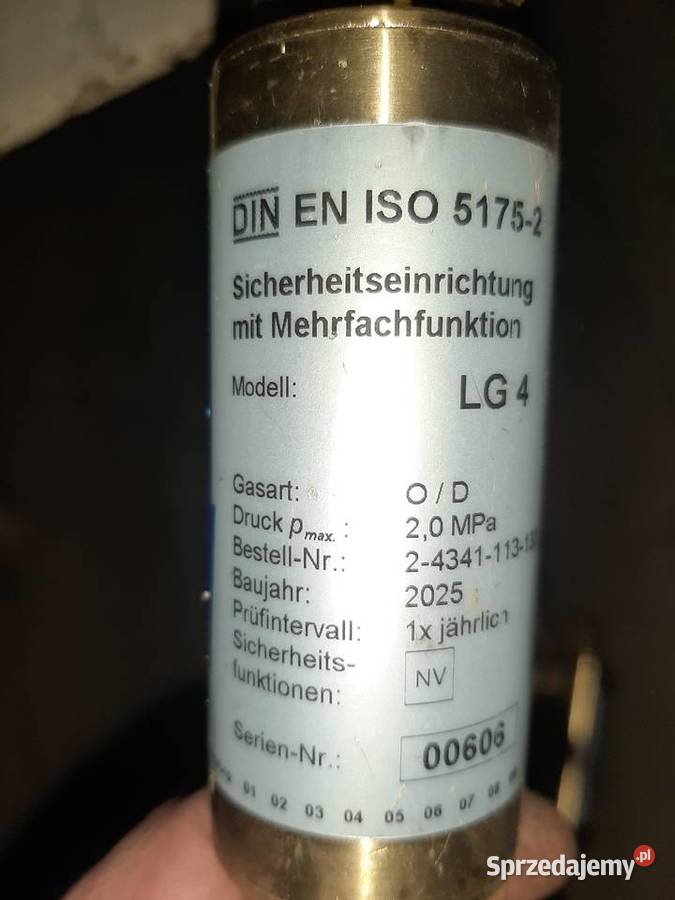 DIN EN ISO 5175-2
Sicherheitseinrichtung
mit Mehrfachfunktion
Modell: LG 4
Gasart: O / D
Druck pmax. : 2,0 MPa
Bestell-Nr.:
Baujahr: 2025
Prüfintervall: 1x jährlich
Sicherheits-
funktionen: NV
Serien-Nr.: 00606
01 02 03 04 05 06 07 08
Sprzedajemy.pl